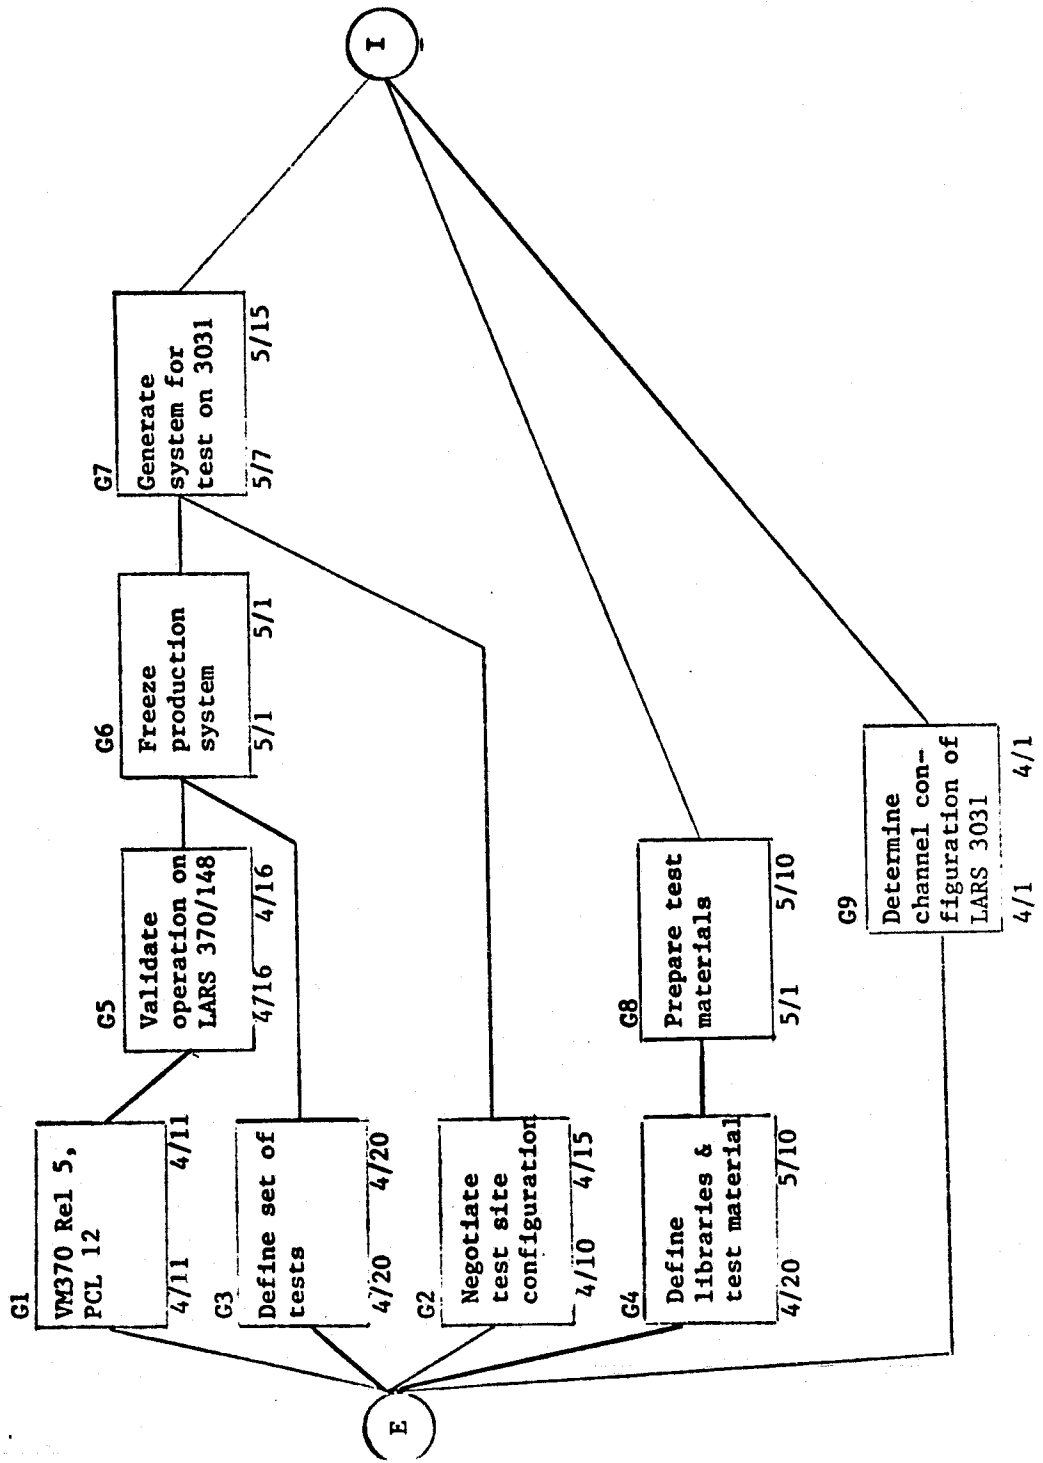 G1
VM370 Rel 5,
PCL 12
4/11 4/11
G5
Validate
operation on
LARS 370/148
4/16 4/16
G6
Freeze
production
system
5/1 5/1
G7
Generate
system for
test on 3031
5/7 5/15
G3
Define set of
tests
4/20 4/20
E
I
G2
Negotiate
test site
configuration
4/10 4/15
G4
Define
libraries &
test material
4/20 5/10
G8
Prepare test
materials
5/1 5/10
G9
Determine
channel con-
figuration of
LARS 3031
4/1 4/1